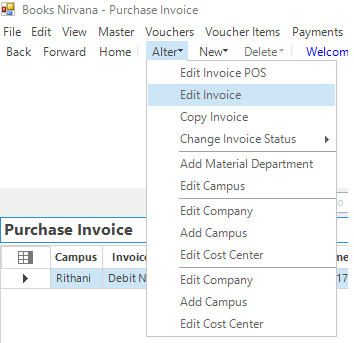 Books Nirvana - Purchase Invoice
File Edit View Master Vouchers Voucher Items Payments
Back Forward Home Alter New Delete Welcom
Edit Invoice POS
Edit Invoice
Copy Invoice
Change Invoice Status
Add Material Department
Edit Campus
Edit Company
Add Campus
Edit Cost Center
Edit Company
Add Campus
Edit Cost Center
Purchase Invoice
Campus Invoice me
Rithani Debit N 17